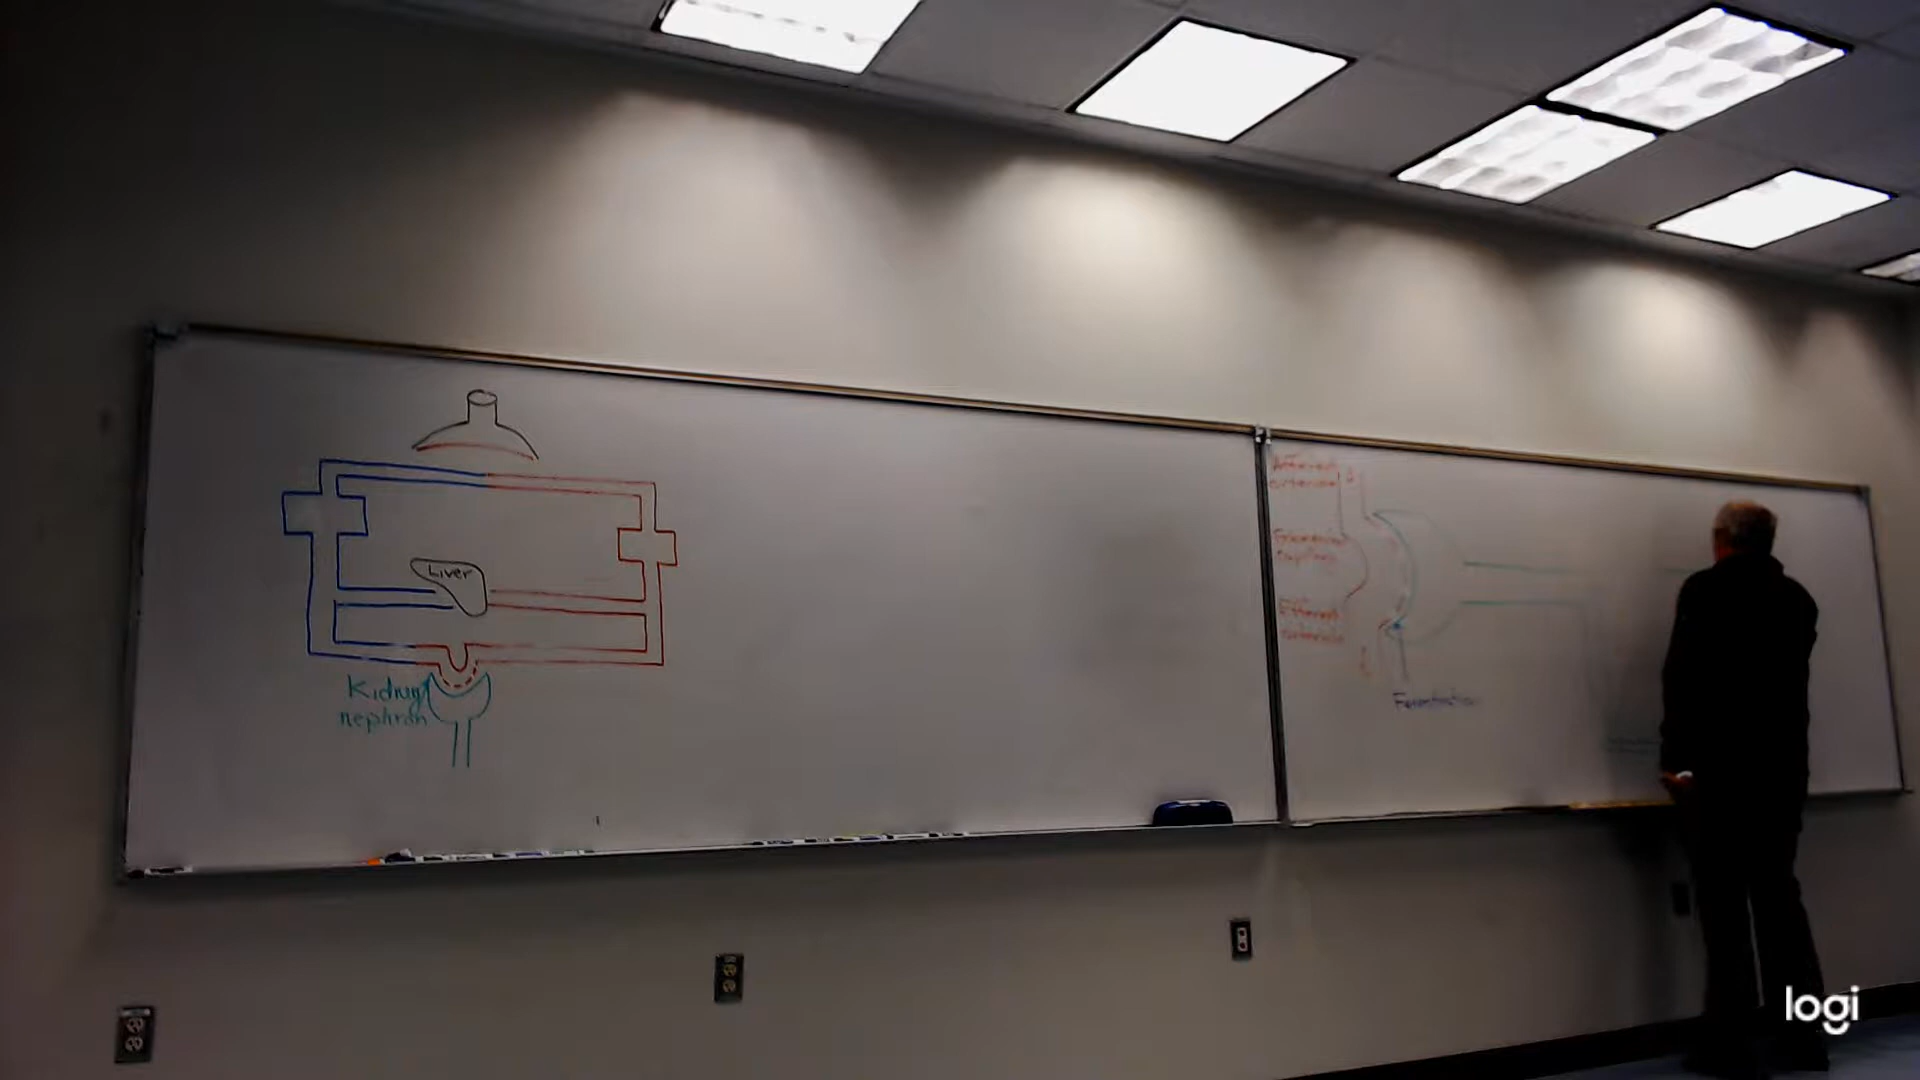 Liver
Kidney
nephron
Afferent
arteriole
Glomerular
capillary
Efferent
arteriole
logi